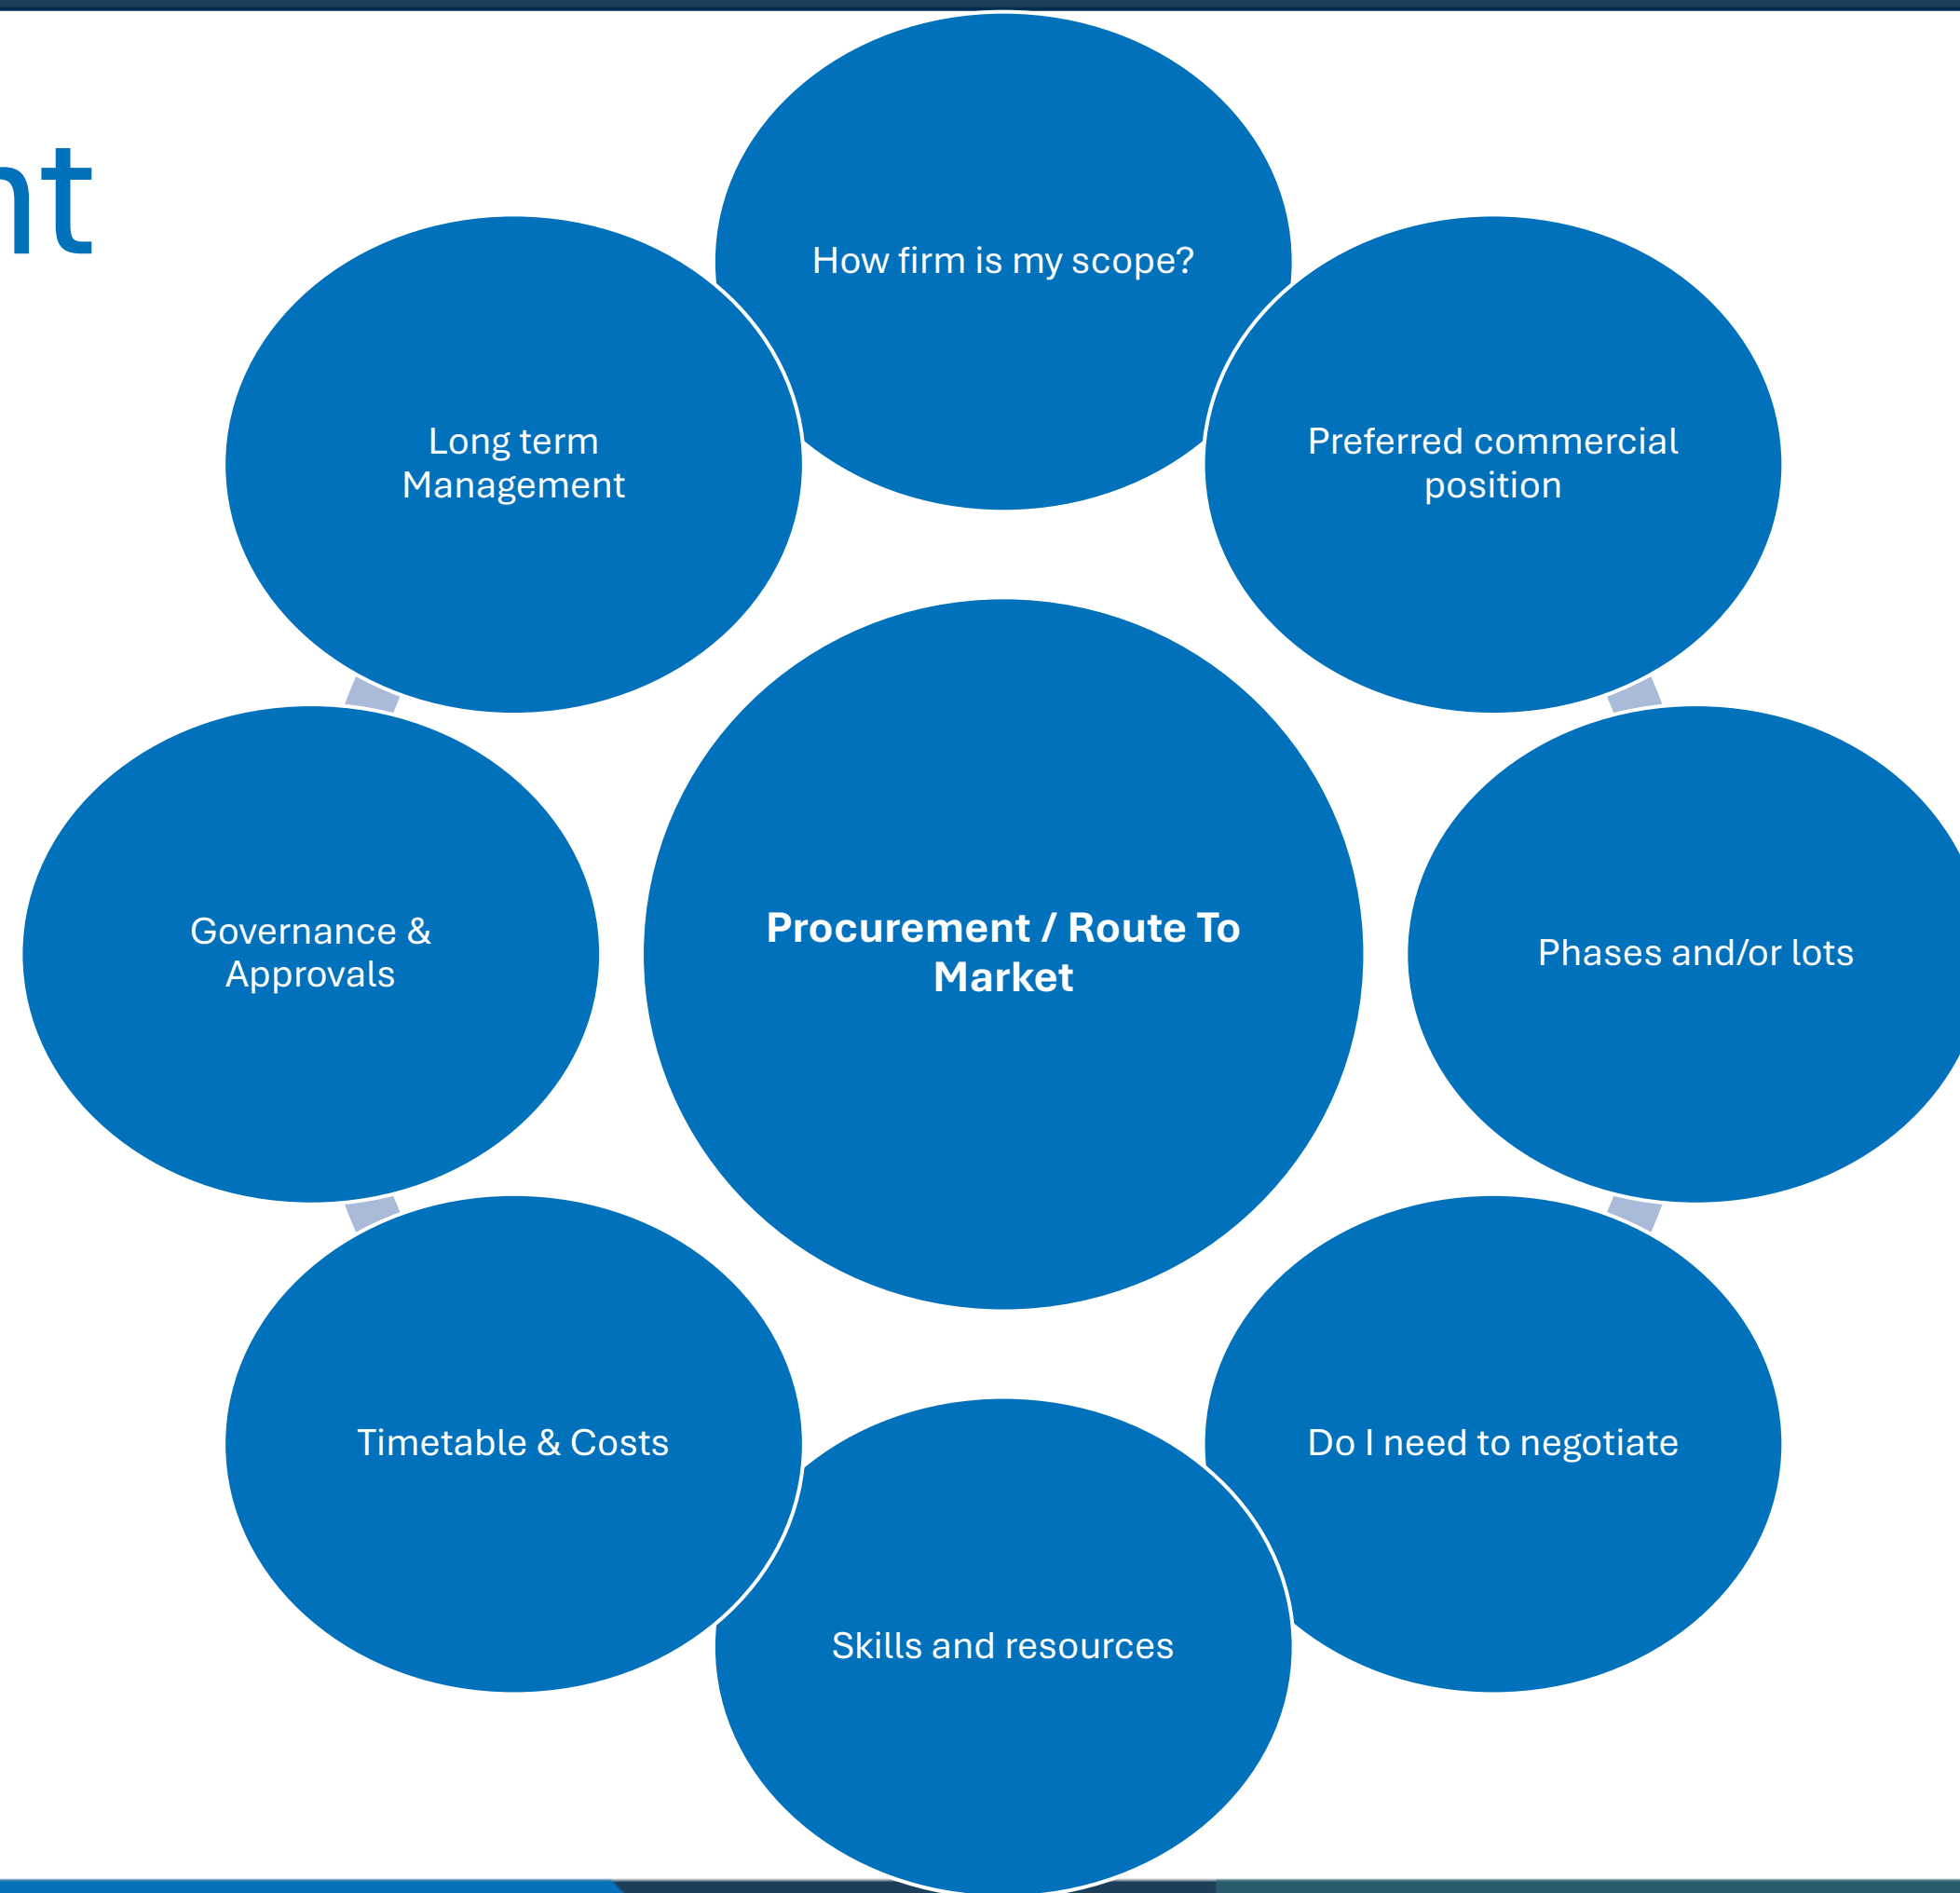 nt
How firm is my scope?
Preferred commercial
position
Phases and/or lots
Do I need to negotiate
Skills and resources
Timetable & Costs
Governance &
Approvals
Long term
Management
Procurement / Route To
Market